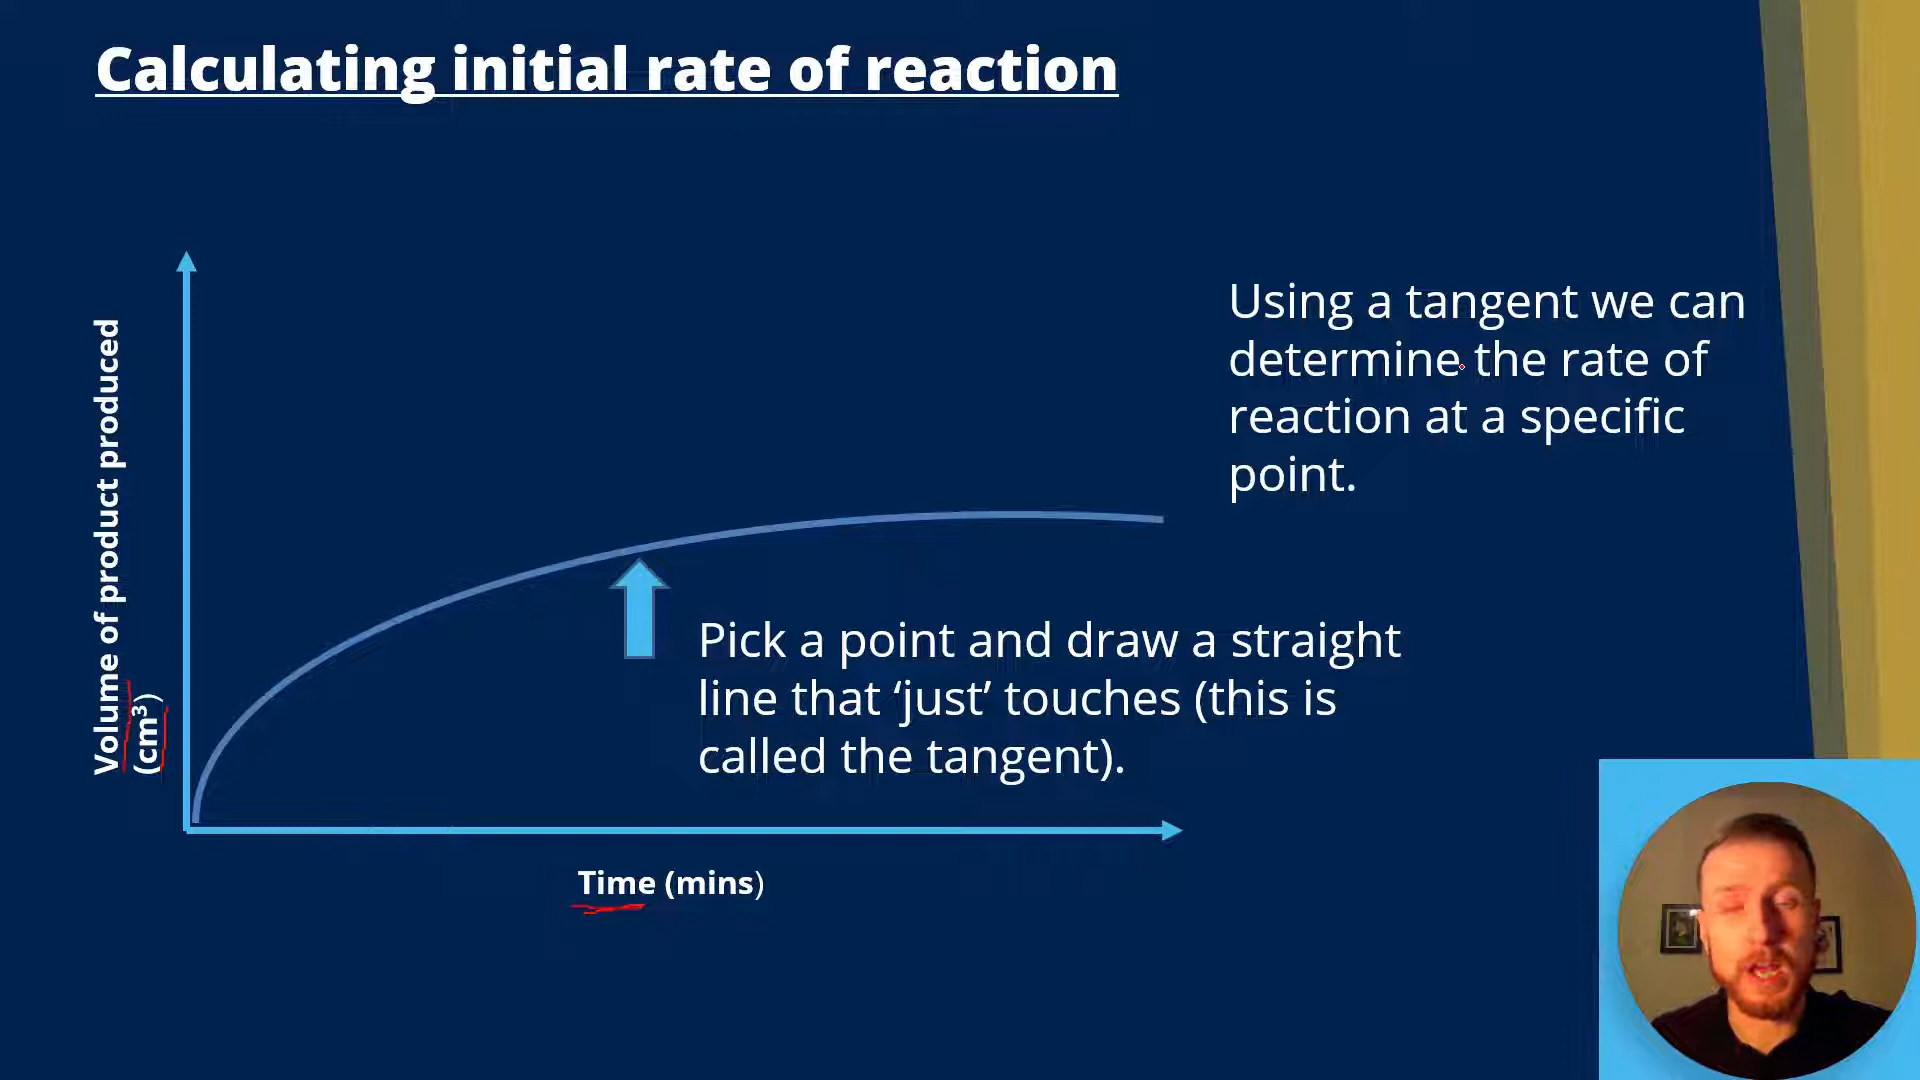 Calculating initial rate of reaction
Volume of product produced
(cm³)
Using a tangent we can
determine the rate of
reaction at a specific
point.
Pick a point and draw a straight
line that ‘just’ touches (this is
called the tangent).
Time (mins)